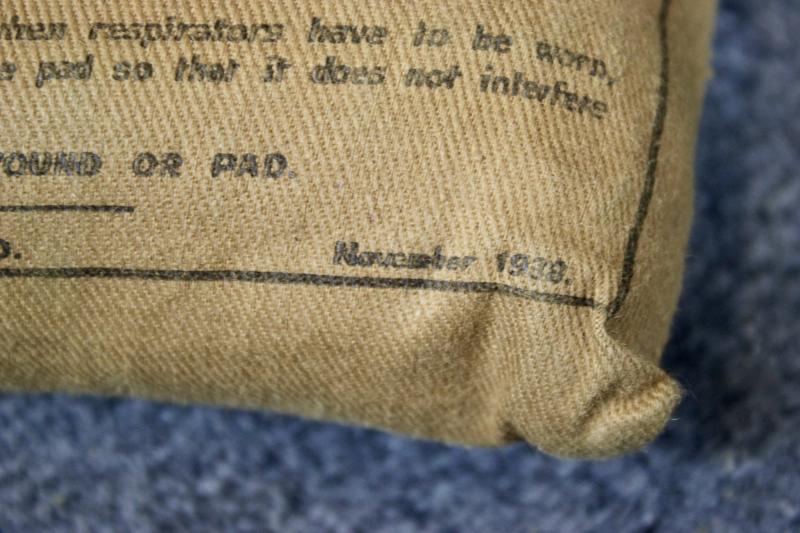 when respirators have to be worn,
e pad so that it does not interfere
WOUND OR PAD.
D.
November 1938.